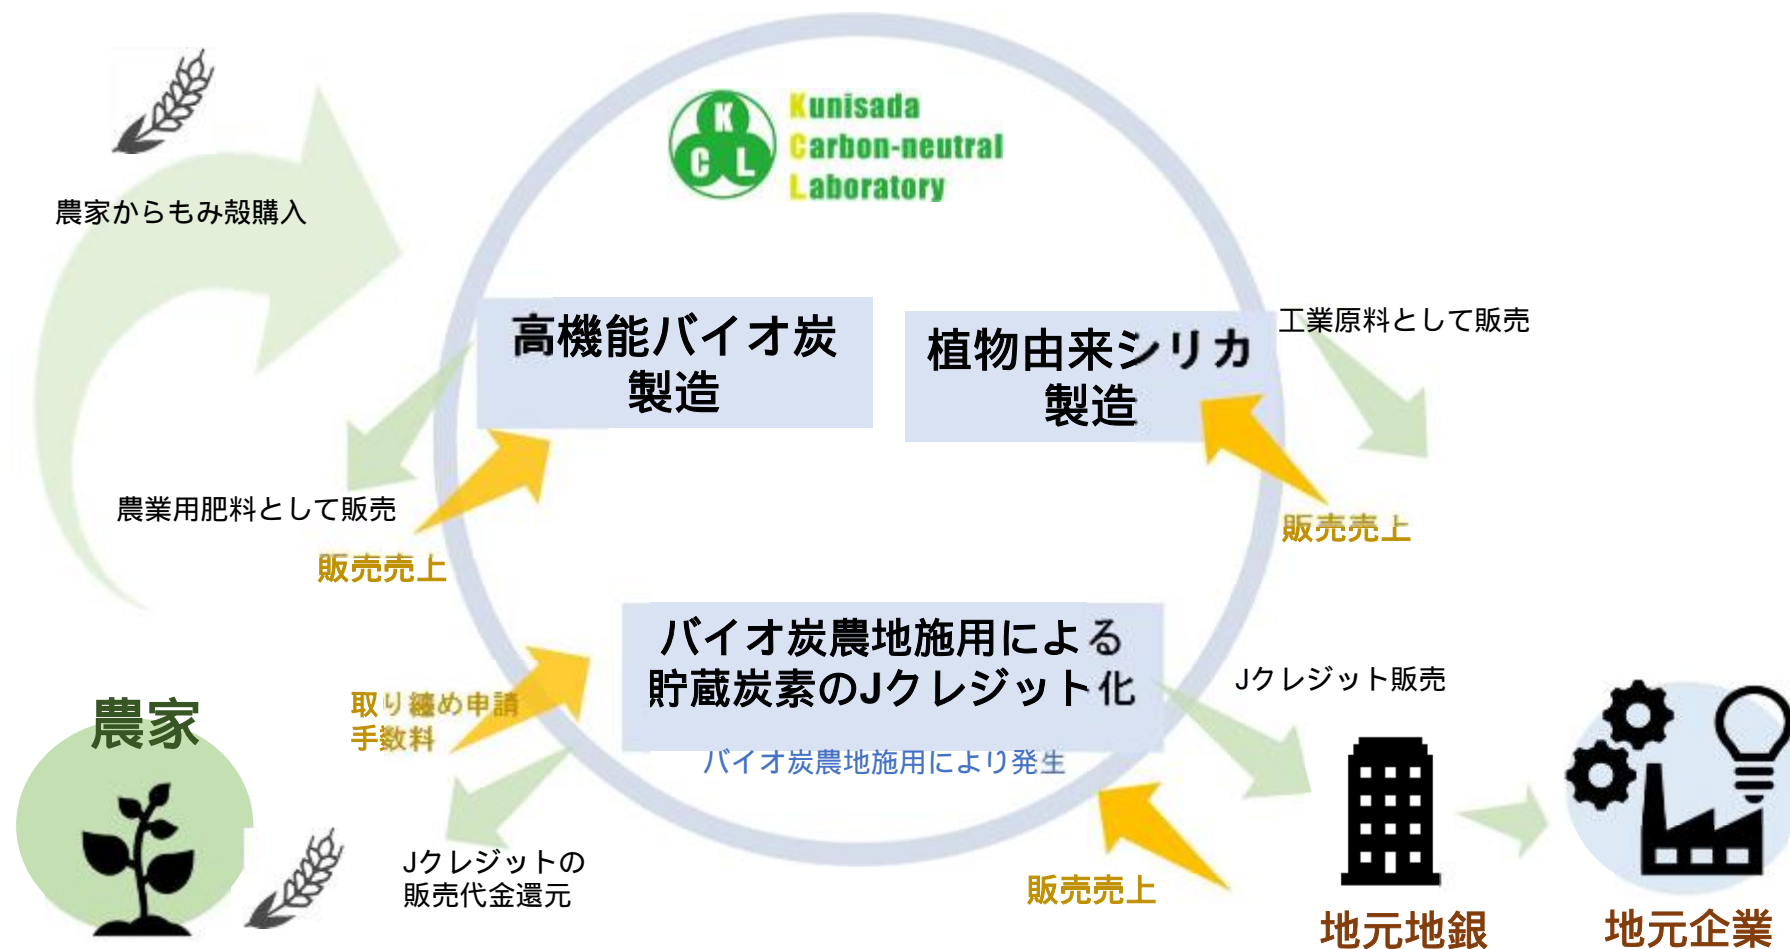 K
C L
Kunisada
Carbon-neutral
Laboratory
農家からもみ殻購入
高機能バイオ炭
製造
植物由来シリカ
製造
工業原料として販売
農業用肥料として販売
販売売上
販売売上
バイオ炭農地施用による
貯蔵炭素のJクレジット化
バイオ炭農地施用により発生
取り纏め申請
手数料
Jクレジット販売
農家
Jクレジットの
販売代金還元
販売売上
地元地銀
地元企業